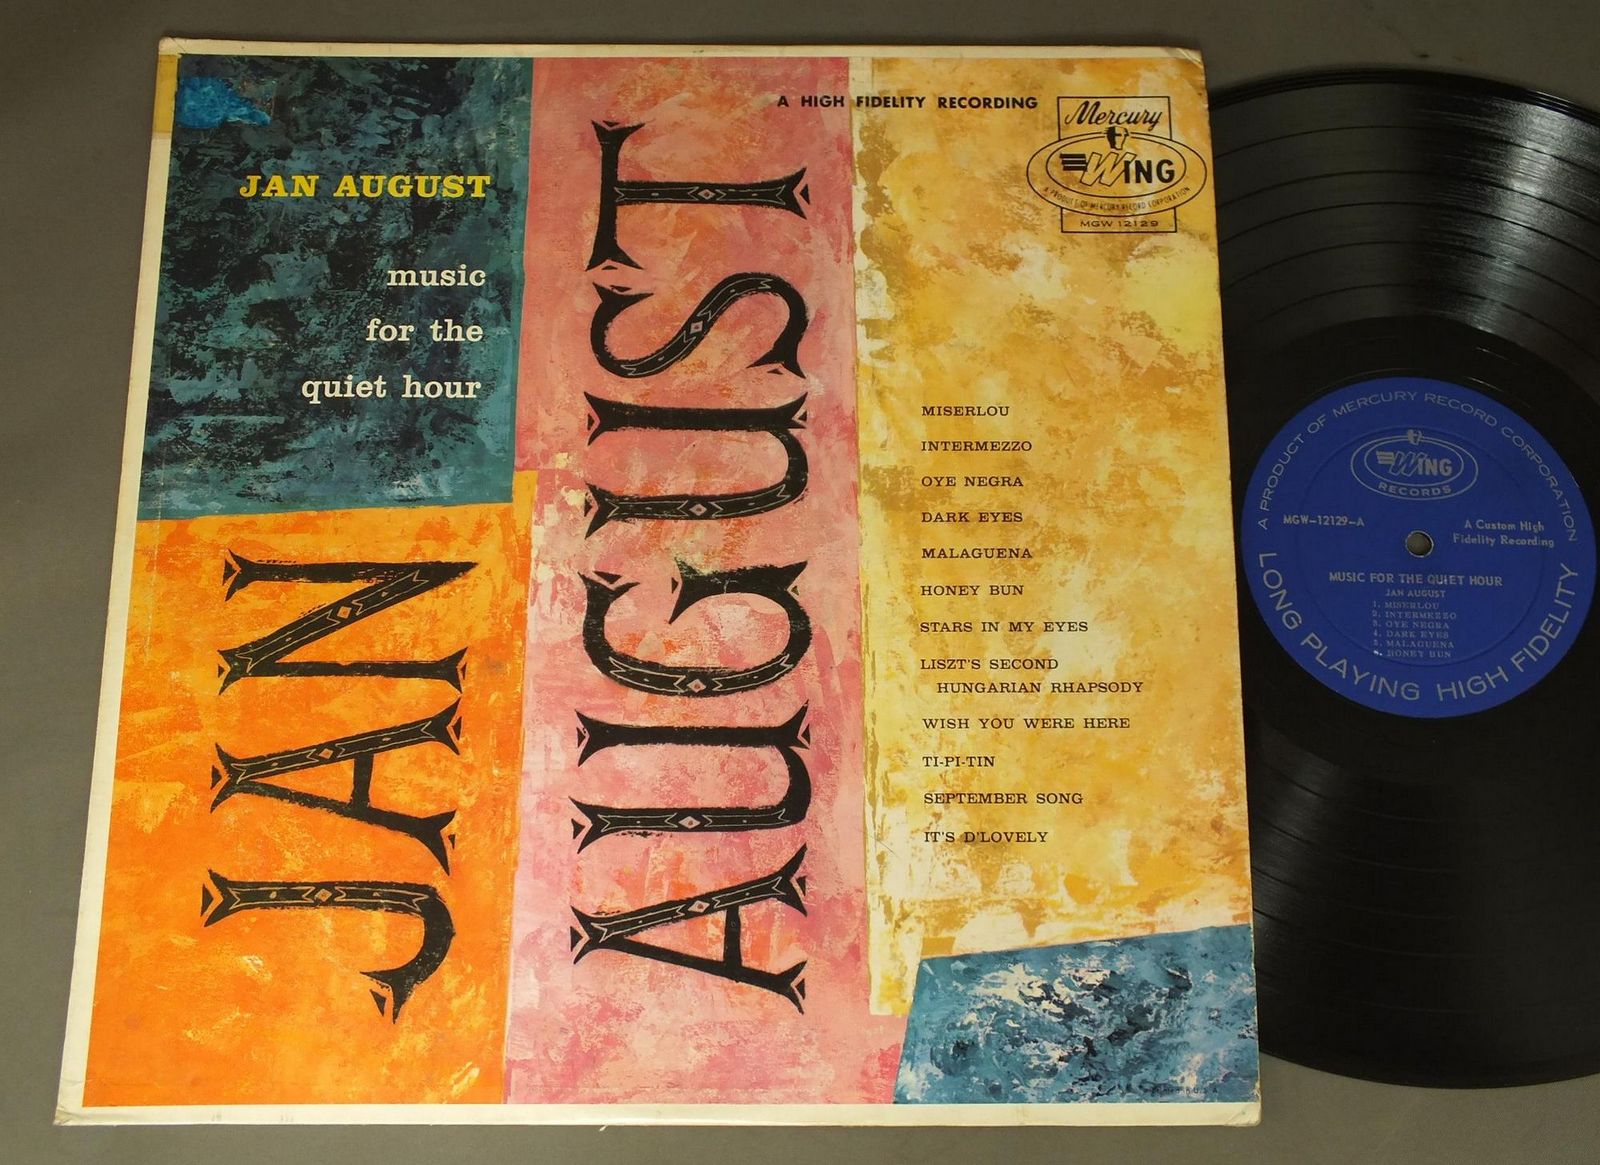 A HIGH FIDELITY RECORDING
Mercury
WING
A PRODUCT OF MERCURY RECORD CORPORATION
MGW 12129
JAN AUGUST
music
for the
quiet hour
JAN
AUGUST
MISERLOU
INTERMEZZO
OYE NEGRA
DARK EYES
MALAGUENA
HONEY BUN
STARS IN MY EYES
LISZT'S SECOND
HUNGARIAN RHAPSODY
WISH YOU WERE HERE
TI-PI-TIN
SEPTEMBER SONG
IT'S D'LOVELY
A PRODUCT OF MERCURY RECORD CORPORATION
WING
RECORDS
MGW-12129-A
A Custom High
Fidelity Recording
MUSIC FOR THE QUIET HOUR
JAN AUGUST
1. MISERLOU
2. INTERMEZZO
3. OYE NEGRA
4. DARK EYES
5. MALAGUENA
6. HONEY BUN
LONG PLAYING HIGH FIDELITY